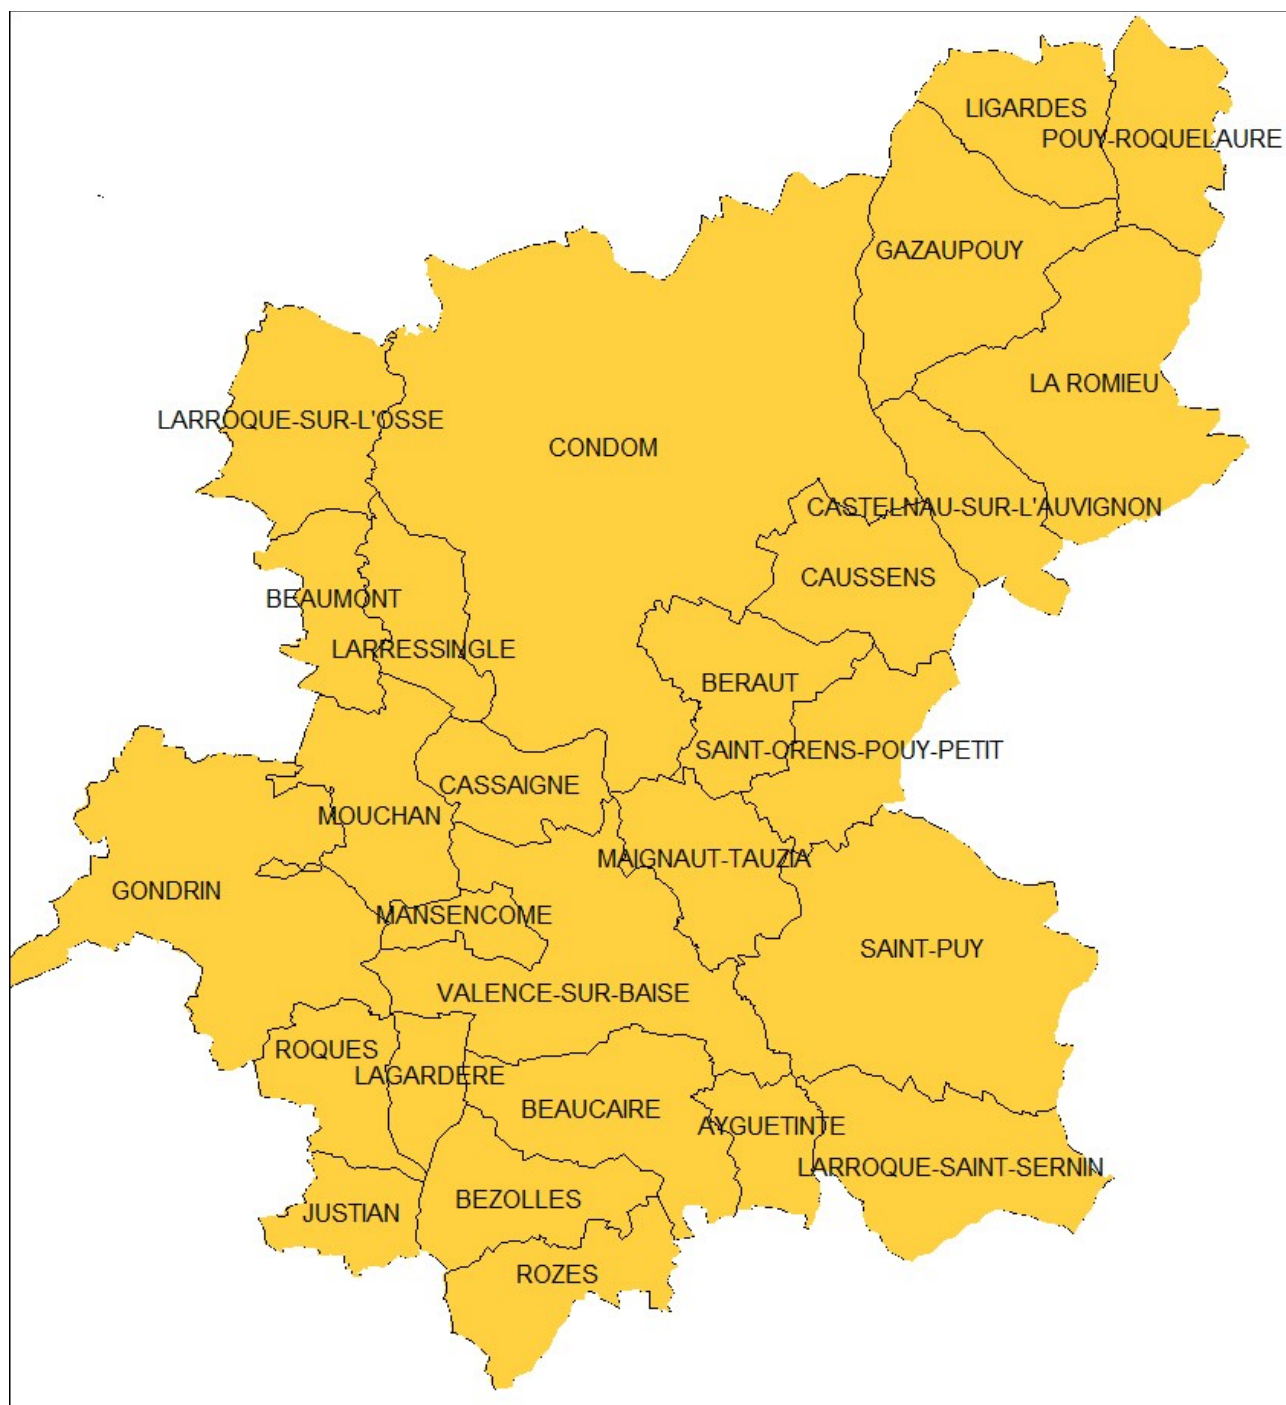 LIGARDES
POUY-ROQUELAURE
GAZAUPOUY
LA ROMIEU
LARROQUE-SUR-L'OSSE
CONDOM
CASTELNAU-SUR-L'AUVIGNON
CAUSSENS
BEAUMONT
LARRESSINGLE
BERAUT
SAINT-ORENS-POUY-PETIT
CASSAIGNE
MOUCHAN
MAIGNAUT-TAUZIA
GONDRIN
MANSENCOME
SAINT-PUY
VALENCE-SUR-BAISE
ROQUES
LAGARDERE
BEAUCAIRE
AYGUETINTE
LARROQUE-SAINT-SERNIN
BEZOLLES
JUSTIAN
ROZES